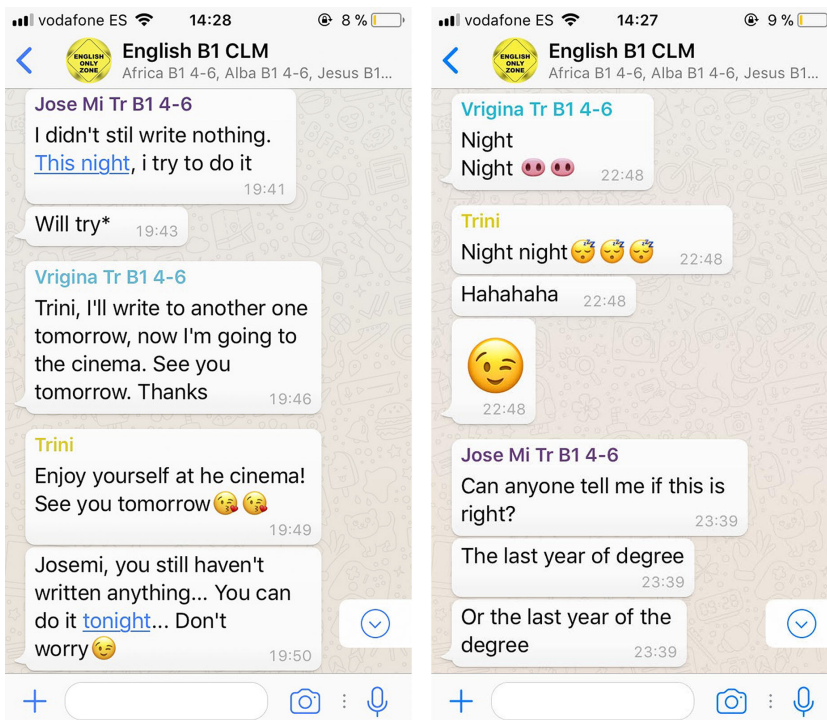 vodafone ES 14:28 8 %
ENGLISH
ONLY
ZONE
English B1 CLM
Africa B1 4-6, Alba B1 4-6, Jesus B1...
Jose Mi Tr B1 4-6
I didn't stil write nothing.
This night, i try to do it
19:41
Will try* 19:43
Vrigina Tr B1 4-6
Trini, I'll write to another one
tomorrow, now I'm going to
the cinema. See you
tomorrow. Thanks 19:46
Trini
Enjoy yourself at he cinema!
See you tomorrow😘😘
19:49
Josemi, you still haven't
written anything... You can
do it tonight... Don't
worry😉 19:50
vodafone ES 14:27 9 %
ENGLISH
ONLY
ZONE
English B1 CLM
Africa B1 4-6, Alba B1 4-6, Jesus B1...
Vrigina Tr B1 4-6
Night
Night 🐽🐽 22:48
Trini
Night night😴😴😴 22:48
Hahahaha 22:48
😉
22:48
Jose Mi Tr B1 4-6
Can anyone tell me if this is
right? 23:39
The last year of degree
23:39
Or the last year of the
degree 23:39